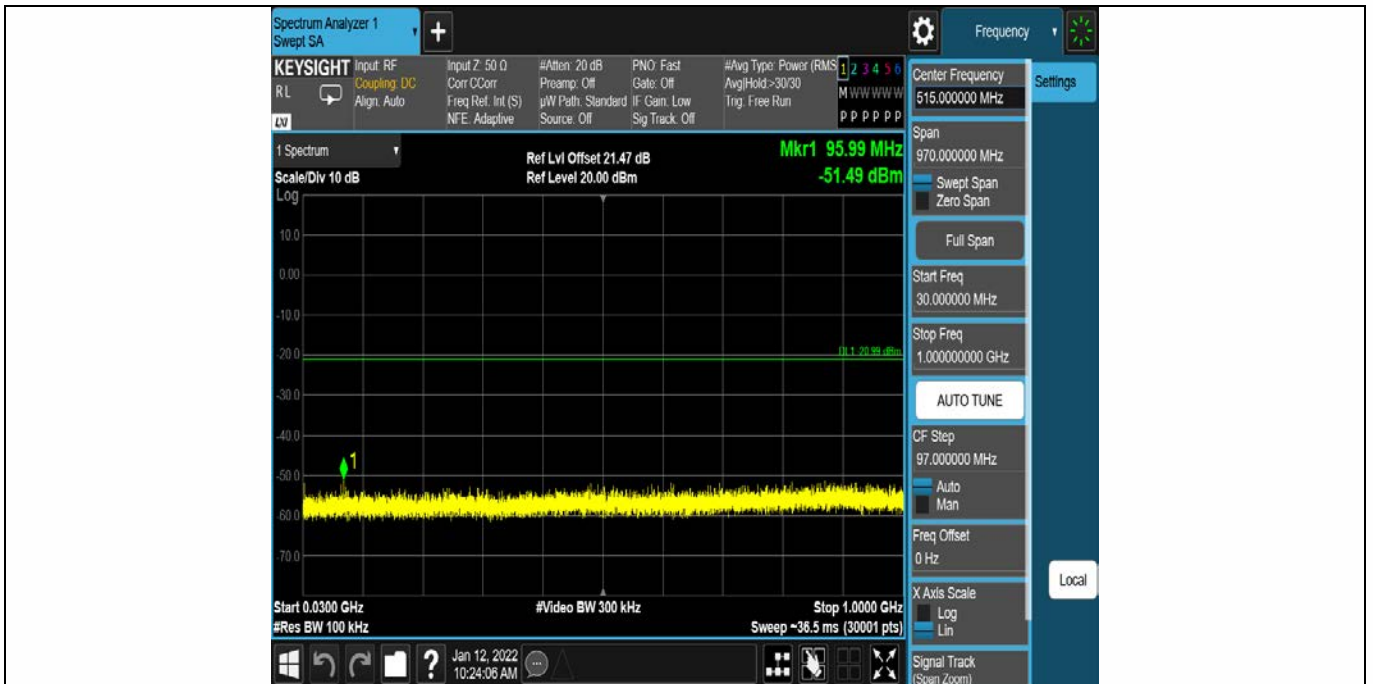 Spectrum Analyzer 1
Swept SA
+
Frequency
KEYSIGHT
RL
LXI
Input: RF
Coupling: DC
Align: Auto
Input Z: 50 Ω
Corr CCorr
Freq Ref: Int (S)
NFE: Adaptive
#Atten: 20 dB
Preamp: Off
µW Path: Standard
Source: Off
PNO: Fast
Gate: Off
IF Gain: Low
Sig Track: Off
#Avg Type: Power (RMS
Avg|Hold:>30/30
Trig: Free Run
1 2 3 4 5 6
M W W W W W
P P P P P P
1 Spectrum
Scale/Div 10 dB
Ref Lvl Offset 21.47 dB
Ref Level 20.00 dBm
Mkr1 95.99 MHz
-51.49 dBm
Log
10.0
0.00
-10.0
-20.0
DL1 -20.99 dBm
-30.0
-40.0
1
-50.0
-60.0
-70.0
Start 0.0300 GHz
#Video BW 300 kHz
Stop 1.0000 GHz
#Res BW 100 kHz
Sweep ~36.5 ms (30001 pts)
?
Jan 12, 2022
10:24:06 AM
Center Frequency
515.000000 MHz
Span
970.000000 MHz
Swept Span
Zero Span
Full Span
Start Freq
30.000000 MHz
Stop Freq
1.000000000 GHz
AUTO TUNE
CF Step
97.000000 MHz
Auto
Man
Freq Offset
0 Hz
X Axis Scale
Log
Lin
Signal Track
(Span Zoom)
Settings
Local